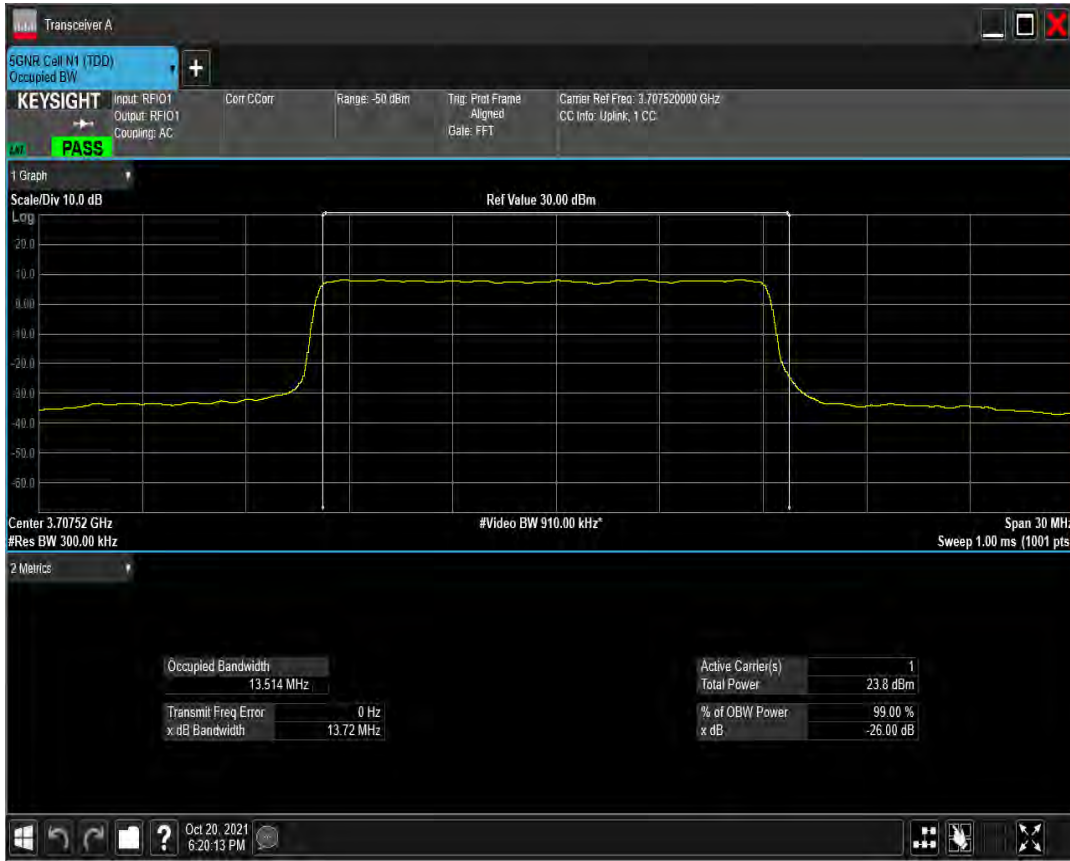 Transceiver A
5GNR Cell N1 (TDD)
Occupied BW
KEYSIGHT
Input: RFIO1
Output: RFIO1
Coupling: AC
Corr CCorr
Range: -50 dBm
Trig: Prot Frame
Aligned
Gate: FFT
Carrier Ref Freq: 3.707520000 GHz
CC Info: Uplink, 1 CC
PASS
1 Graph
Scale/Div 10.0 dB
Ref Value 30.00 dBm
Log
20.0
10.0
0.00
-10.0
-20.0
-30.0
-40.0
-50.0
-60.0
Center 3.70752 GHz
#Video BW 910.00 kHz*
Span 30 MHz
#Res BW 300.00 kHz
Sweep 1.00 ms (1001 pts
2 Metrics
Occupied Bandwidth
13.514 MHz
Transmit Freq Error 0 Hz
x dB Bandwidth 13.72 MHz
Active Carrier(s) 1
Total Power 23.8 dBm
% of OBW Power 99.00 %
x dB -26.00 dB
Oct 20, 2021
6:20:13 PM